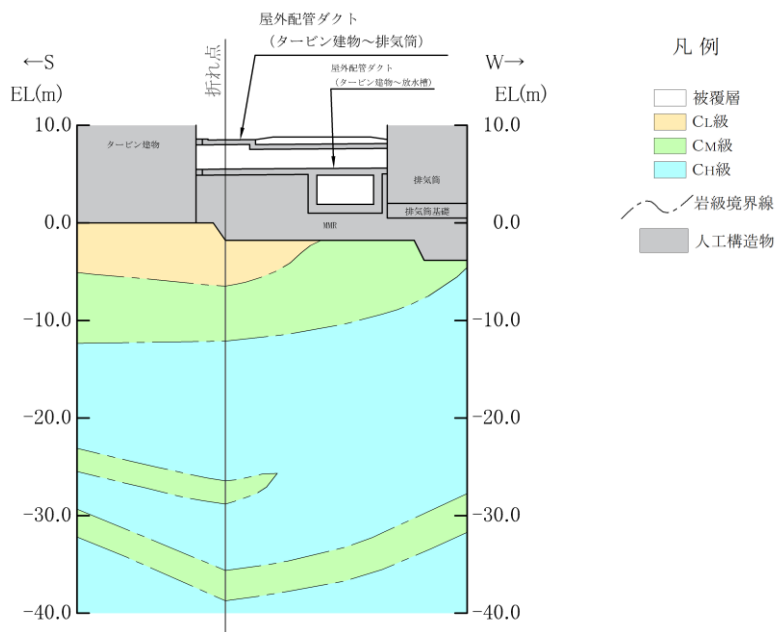 屋外配管ダクト
（タービン建物～排気筒）
屋外配管ダクト
（タービン建物～放水槽）
←S
EL(m)
折れ点
W→
EL(m)
凡 例
被覆層
CL級
CM級
CH級
岩級境界線
人工構造物
タービン建物
排気筒
排気筒基礎
MMR
10.0
0.0
−10.0
−20.0
−30.0
−40.0
10.0
0.0
−10.0
−20.0
−30.0
−40.0